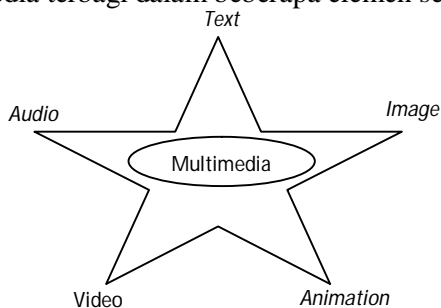 media terbagi dalam beberapa elemen se
Text
Audio
Image
Multimedia
Video
Animation